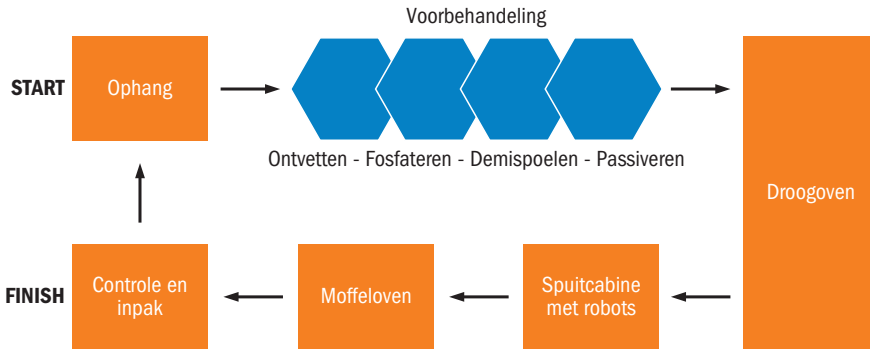 Voorbehandeling
START
Ophang
Ontvetten - Fosfateren - Demispoelen - Passiveren
Droogoven
FINISH
Controle en
inpak
Moffeloven
Spuitcabine
met robots